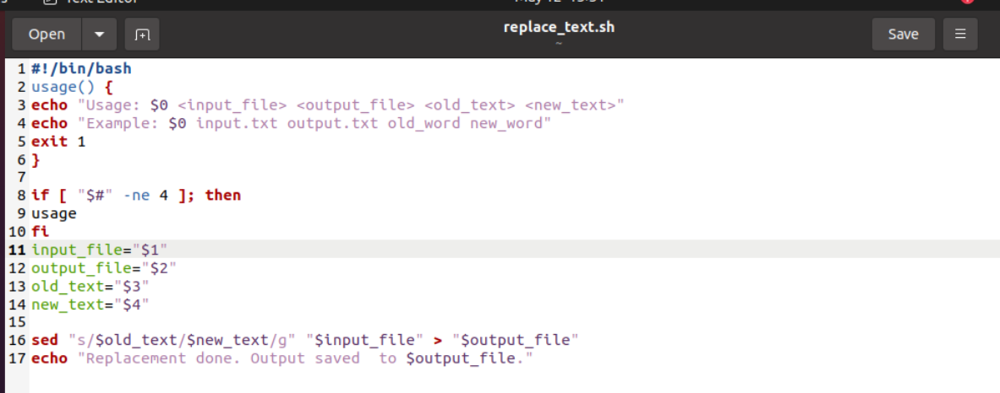 Text Editor
Open
replace_text.sh
~
Save
1 #!/bin/bash
2 usage() {
3 echo "Usage: $0 <input_file> <output_file> <old_text> <new_text>"
4 echo "Example: $0 input.txt output.txt old_word new_word"
5 exit 1
6 }
7
8 if [ "$#" -ne 4 ]; then
9 usage
10 fi
11 input_file="$1"
12 output_file="$2"
13 old_text="$3"
14 new_text="$4"
15
16 sed "s/$old_text/$new_text/g" "$input_file" > "$output_file"
17 echo "Replacement done. Output saved  to $output_file."